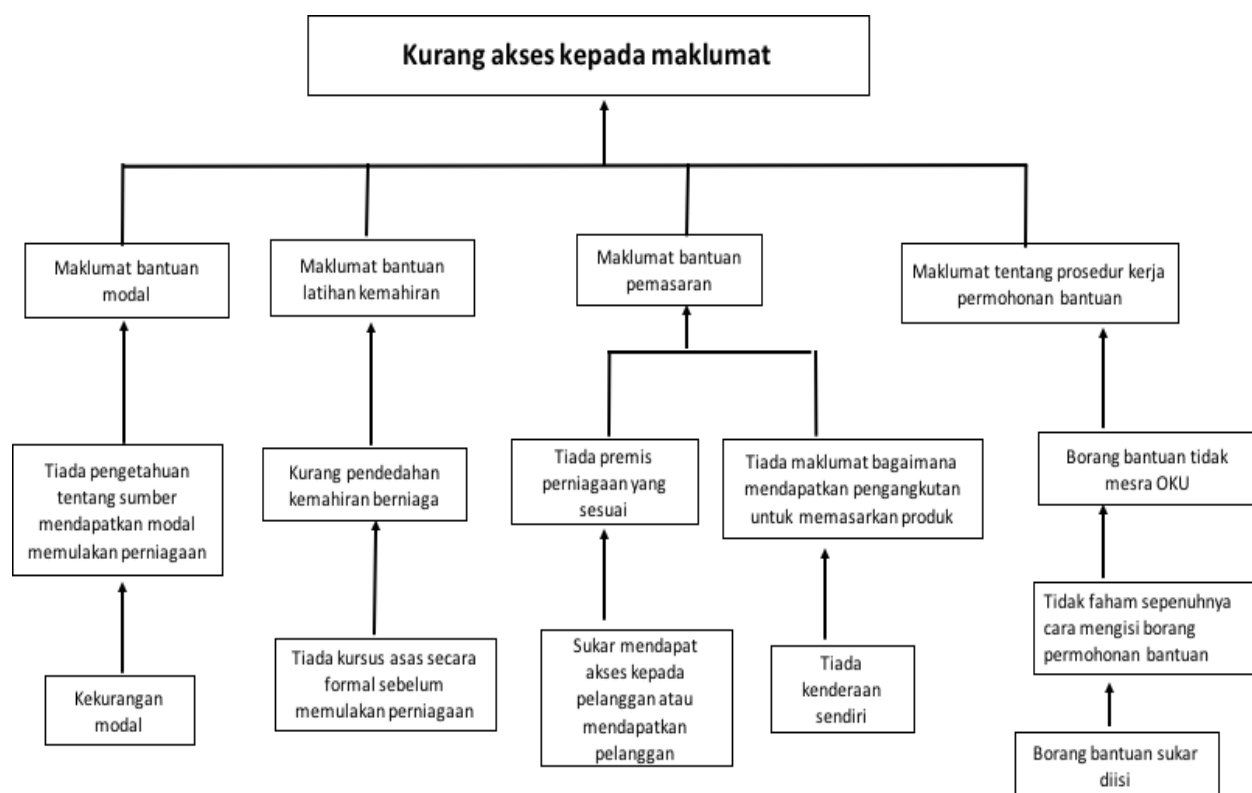 Kurang akses kepada maklumat
Maklumat bantuan
modal
Maklumat bantuan
latihan kemahiran
Maklumat bantuan
pemasaran
Maklumat tentang prosedur kerja
permohonan bantuan
Tiada pengetahuan
tentang sumber
mendapatkan modal
memulakan perniagaan
Kurang pendedahan
kemahiran berniaga
Tiada premis
perniagaan yang
sesuai
Tiada maklumat bagaimana
mendapatkan pengangkutan
untuk memasarkan produk
Borang bantuan tidak
mesra OKU
Kekurangan
modal
Tiada kursus asas secara
formal sebelum
memulakan perniagaan
Sukar mendapat
akses kepada
pelanggan atau
mendapatkan
pelanggan
Tiada
kenderaan
sendiri
Tidak faham sepenuhnya
cara mengisi borang
permohonan bantuan
Borang bantuan sukar
diisi